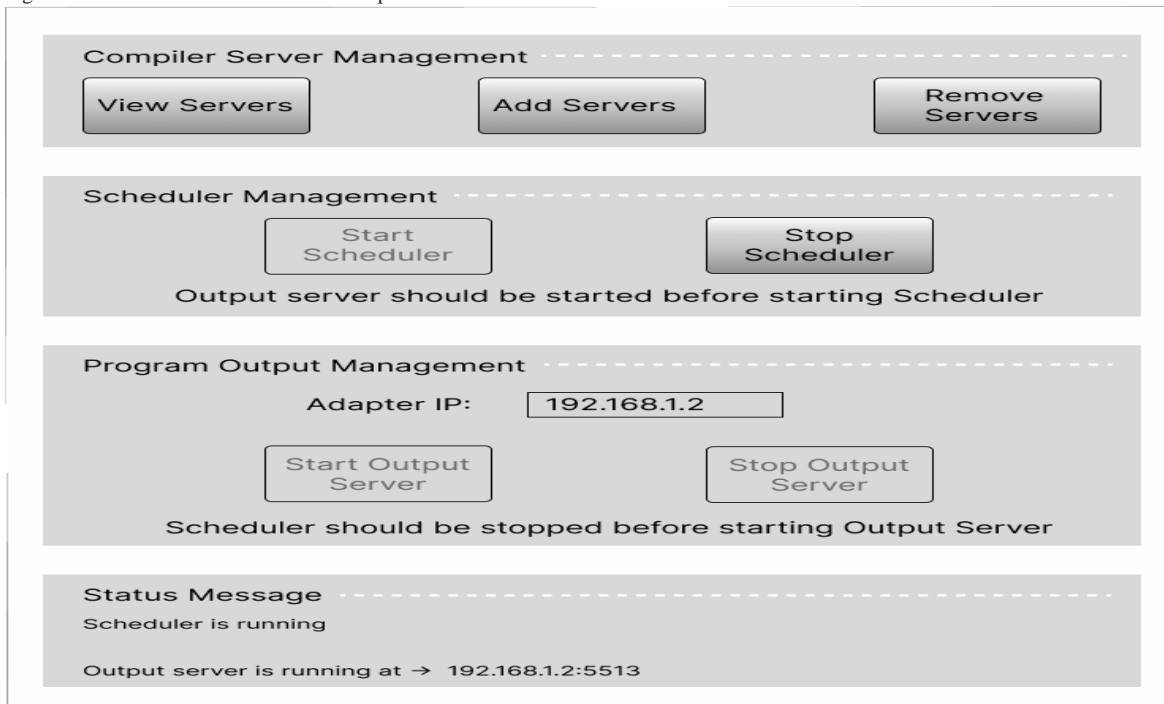 Compiler Server Management
View Servers
Add Servers
Remove
Servers
Scheduler Management
Start
Scheduler
Stop
Scheduler
Output server should be started before starting Scheduler
Program Output Management
Adapter IP:
192.168.1.2
Start Output
Server
Stop Output
Server
Scheduler should be stopped before starting Output Server
Status Message
Scheduler is running
Output server is running at → 192.168.1.2:5513